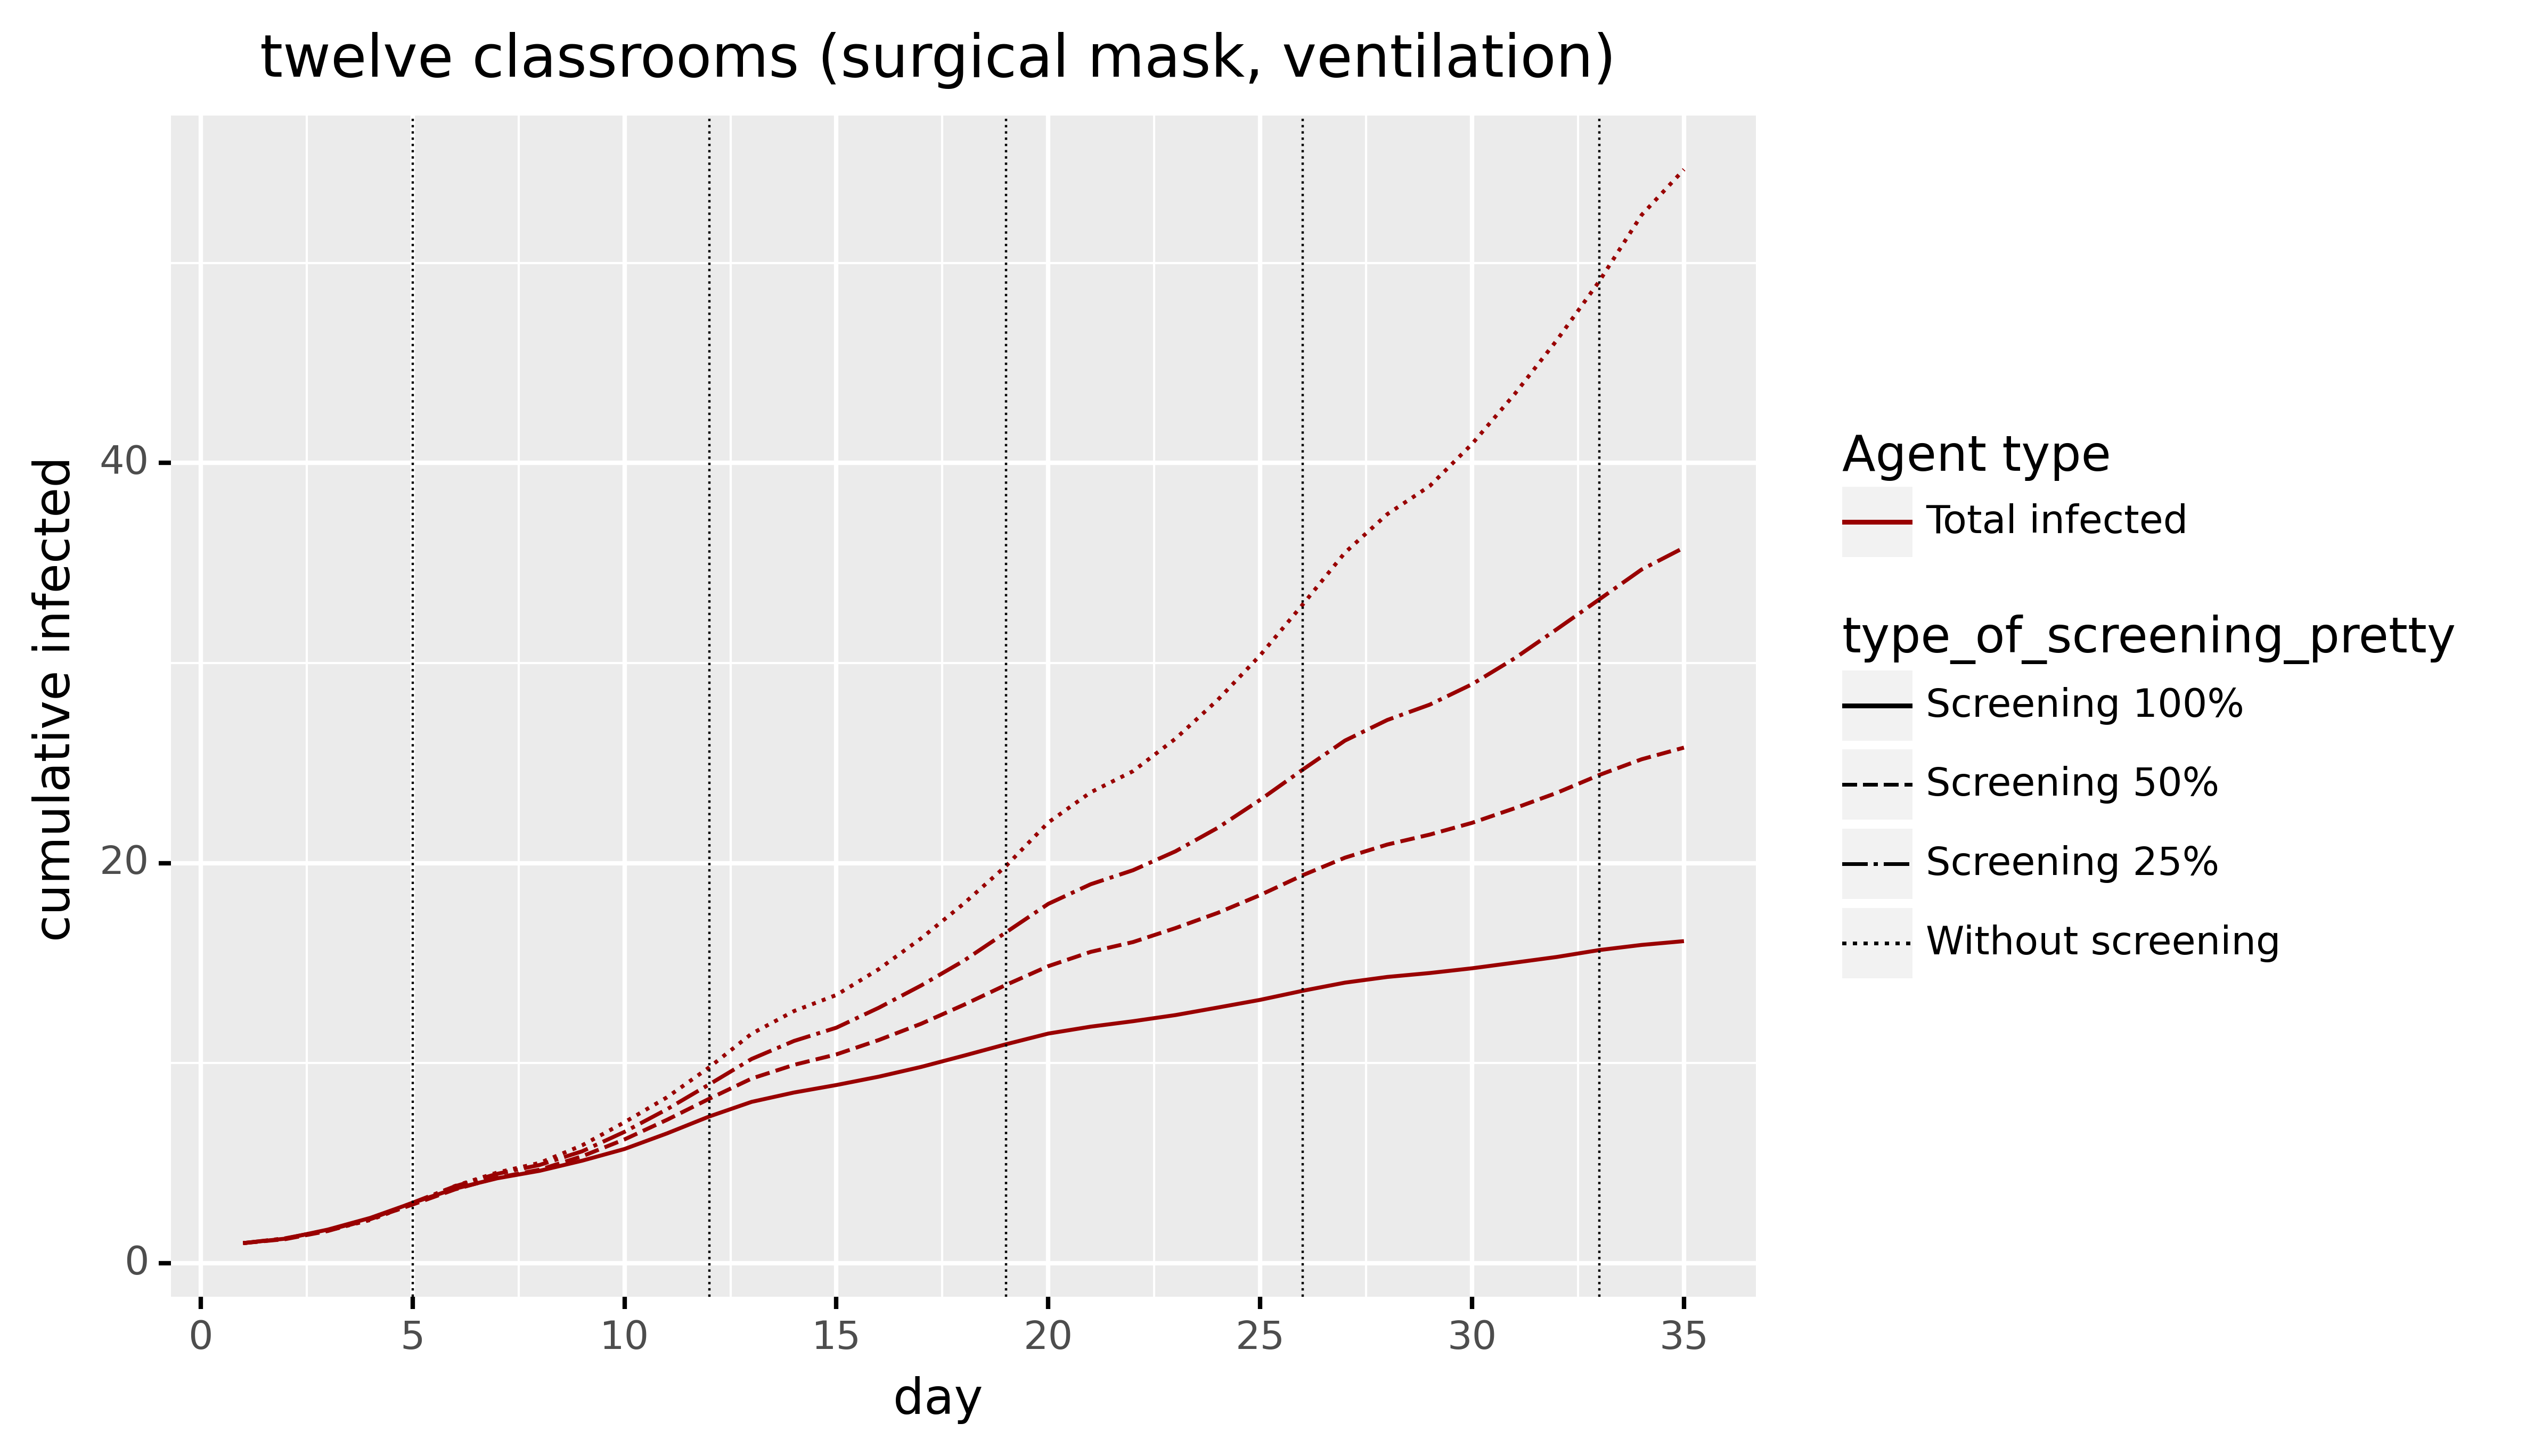 twelve classrooms (surgical mask, ventilation)
cumulative infected
40
20
0
0 5 10 15 20 25 30 35
day
Agent type
Total infected
type_of_screening_pretty
Screening 100%
Screening 50%
Screening 25%
Without screening